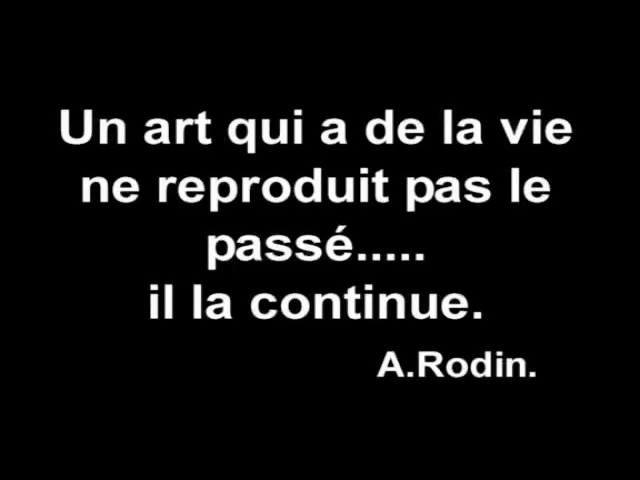 Un art qui a de la vie
ne reproduit pas le
passé.....
il la continue.
A.Rodin.